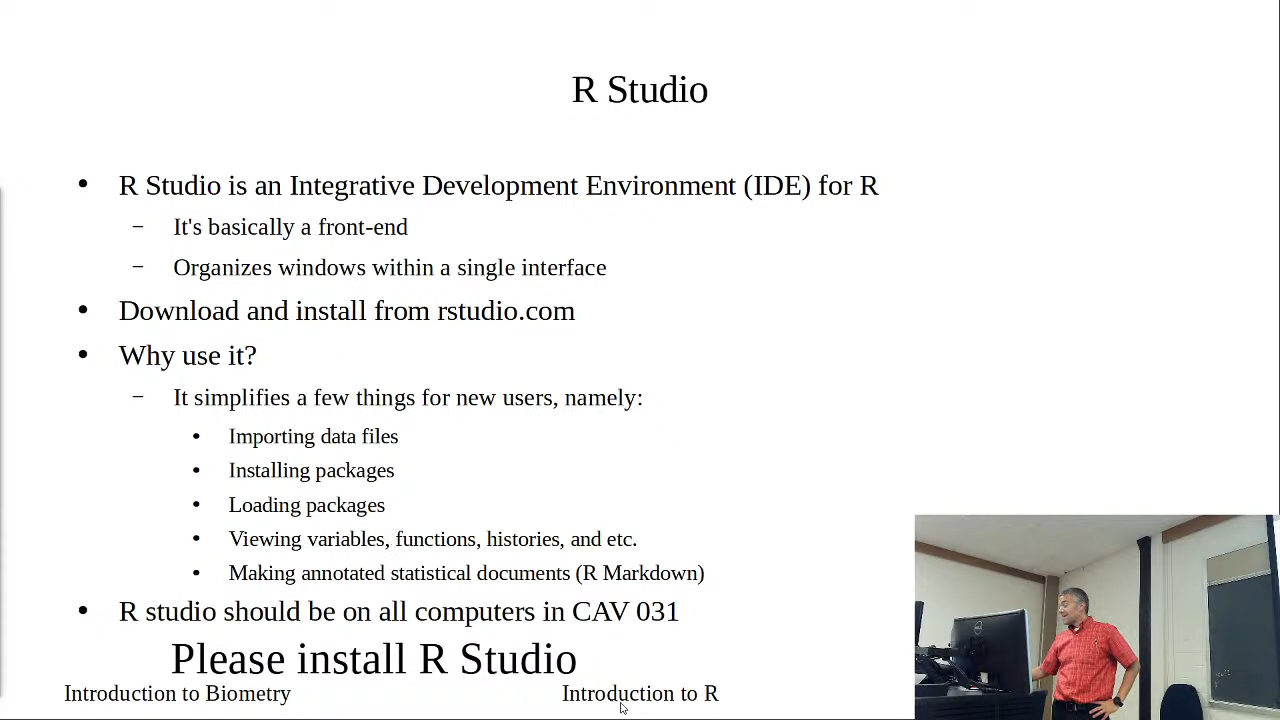 R Studio
• R Studio is an Integrative Development Environment (IDE) for R
– It's basically a front-end
– Organizes windows within a single interface
• Download and install from rstudio.com
• Why use it?
– It simplifies a few things for new users, namely:
• Importing data files
• Installing packages
• Loading packages
• Viewing variables, functions, histories, and etc.
• Making annotated statistical documents (R Markdown)
• R studio should be on all computers in CAV 031
Please install R Studio
Introduction to Biometry
Introduction to R